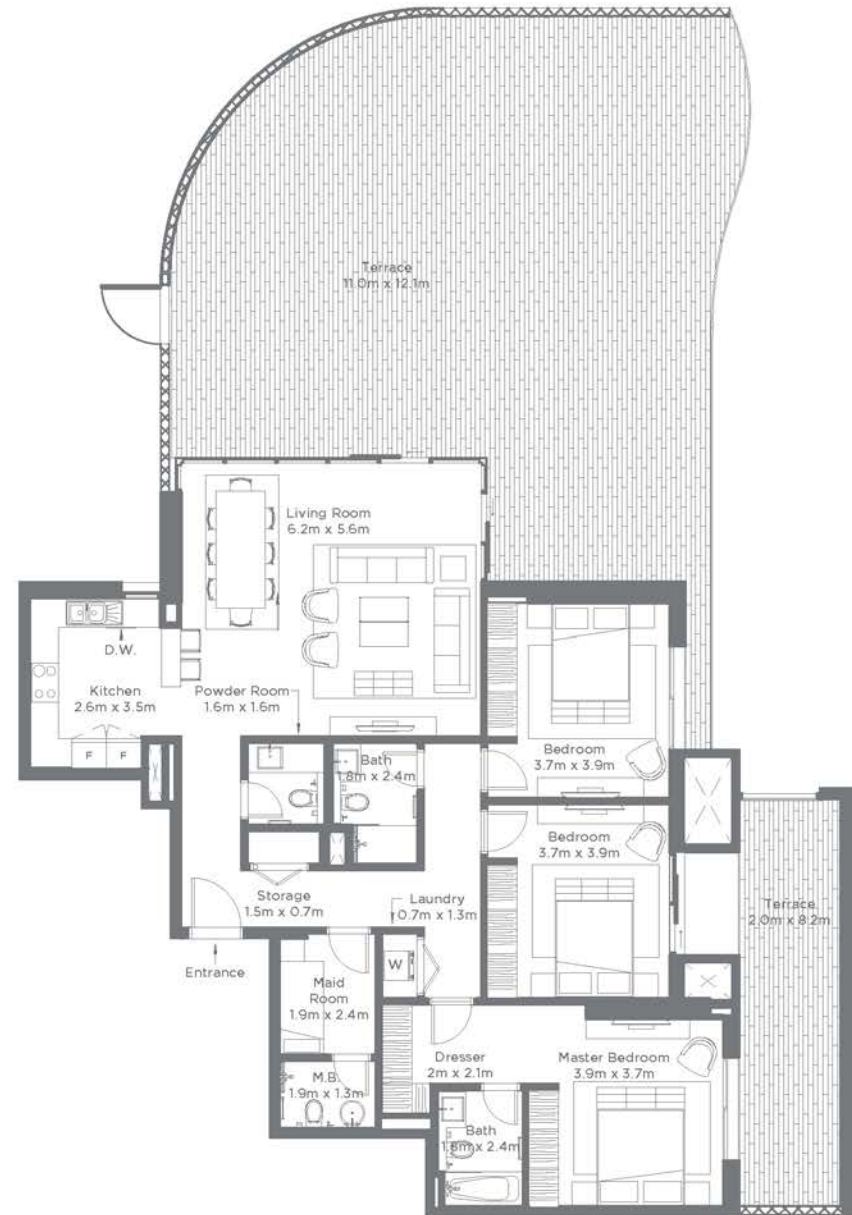 Terrace
11.0m x 12.1m
Living Room
6.2m x 5.6m
D.W.
Kitchen
2.6m x 3.5m
F F
Powder Room
1.6m x 1.6m
Bath
1.8m x 2.4m
Bedroom
3.7m x 3.9m
Bedroom
3.7m x 3.9m
Storage
1.5m x 0.7m
Laundry
0.7m x 1.3m
Terrace
2.0m x 8.2m
Entrance
W
Maid
Room
1.9m x 2.4m
Dresser
2m x 2.1m
Master Bedroom
3.9m x 3.7m
M.B.
1.9m x 1.3m
Bath
1.8m x 2.4m